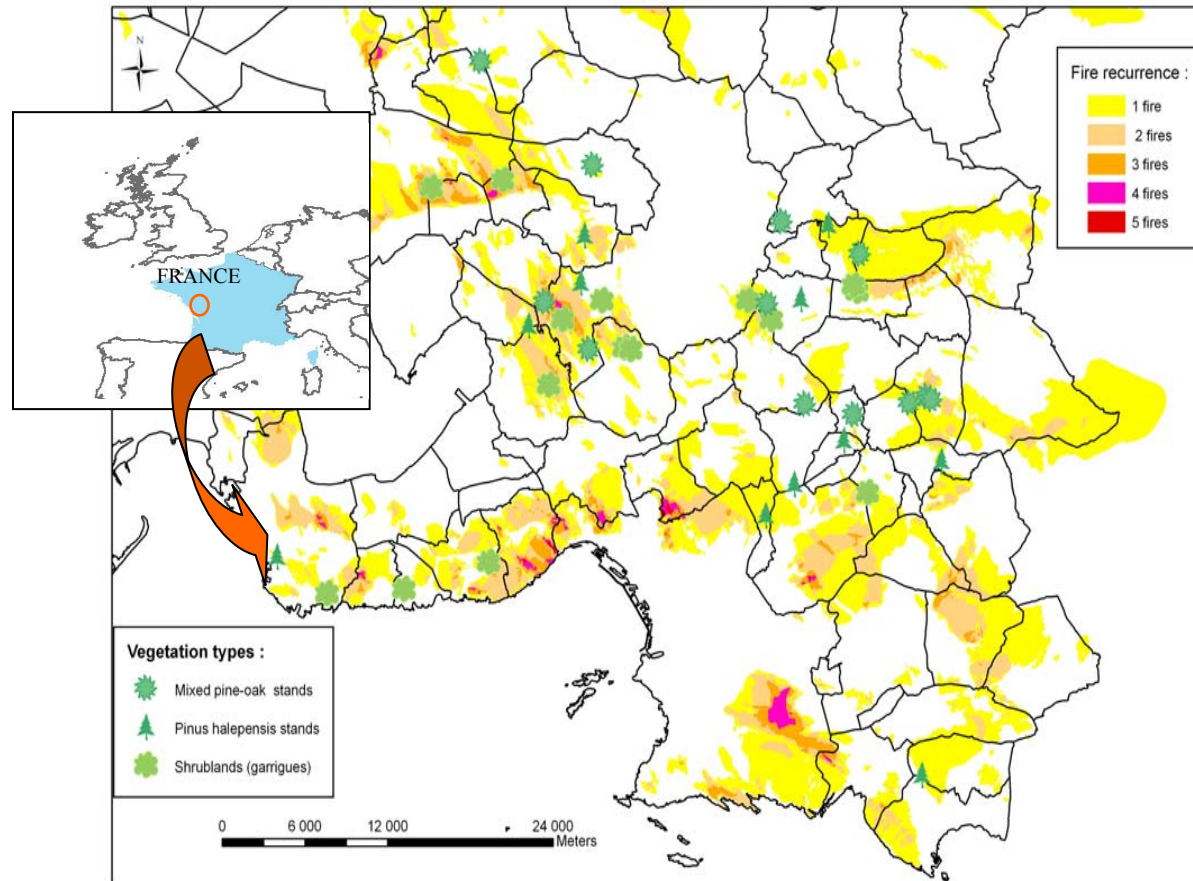 N
Fire recurrence :
1 fire
2 fires
3 fires
4 fires
5 fires
FRANCE
Vegetation types :
Mixed pine-oak stands
Pinus halepensis stands
Shrublands (garrigues)
0 6 000 12 000 24 000
Meters